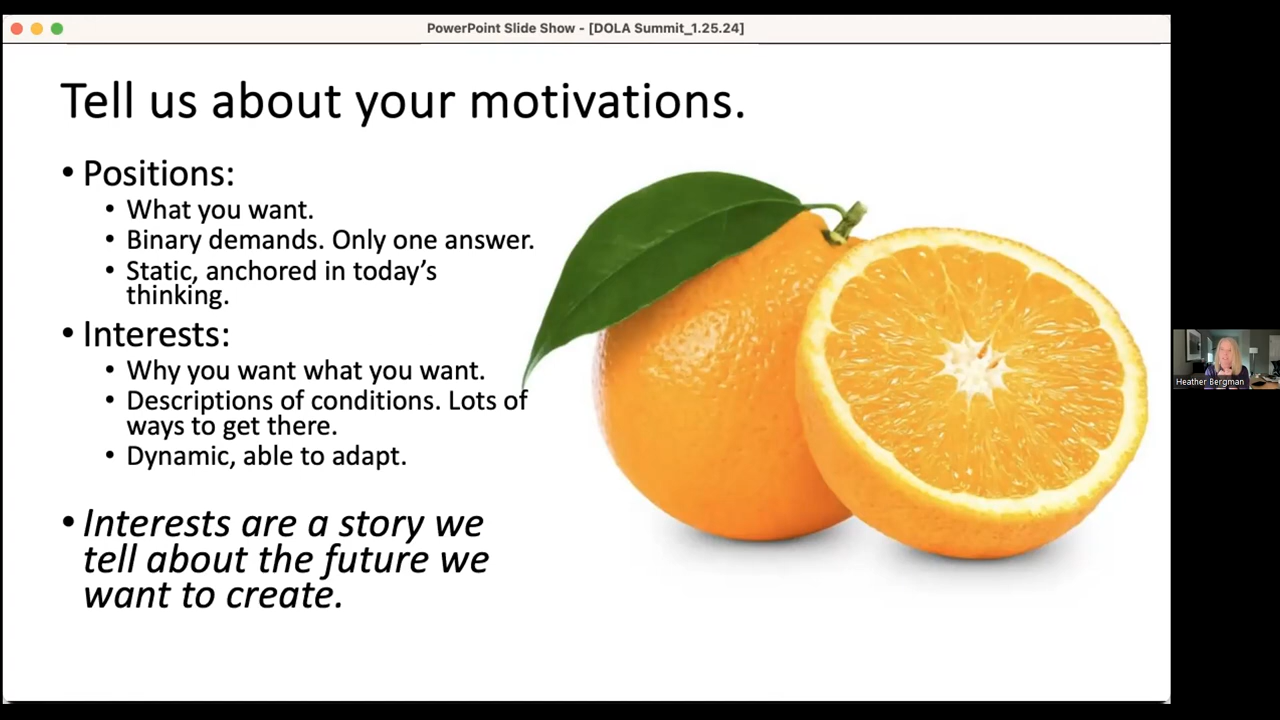 PowerPoint Slide Show - [DOLA Summit_1.25.24]
Tell us about your motivations.
• Positions:
• What you want.
• Binary demands. Only one answer.
• Static, anchored in today's
thinking.
• Interests:
• Why you want what you want.
• Descriptions of conditions. Lots of
ways to get there.
• Dynamic, able to adapt.
• Interests are a story we
tell about the future we
want to create.
Heather Bergman